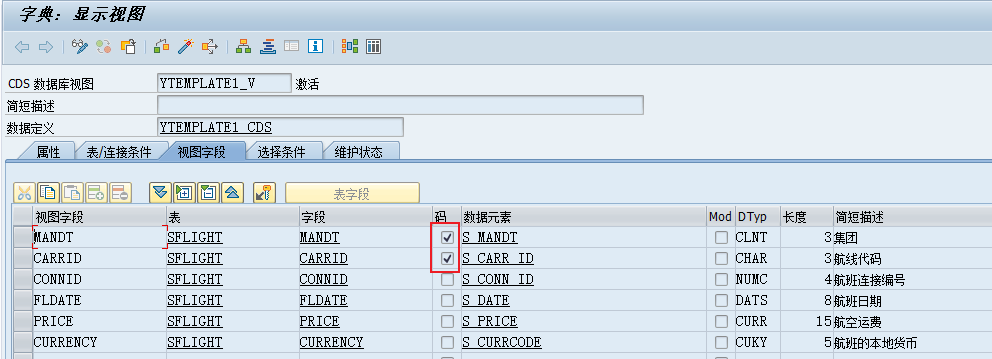 字典: 显示视图
CDS 数据库视图 YTEMPLATE1_V 激活
简短描述
数据定义 YTEMPLATE1_CDS
属性 表/连接条件 视图字段 选择条件 维护状态
表字段
视图字段 表 字段 码 数据元素 Mod DTyp 长度 简短描述
MANDT SFLIGHT MANDT S_MANDT CLNT 3 集团
CARRID SFLIGHT CARRID S_CARR_ID CHAR 3 航线代码
CONNID SFLIGHT CONNID S_CONN_ID NUMC 4 航班连接编号
FLDATE SFLIGHT FLDATE S_DATE DATS 8 航班日期
PRICE SFLIGHT PRICE S_PRICE CURR 15 航空运费
CURRENCY SFLIGHT CURRENCY S_CURRCODE CUKY 5 航班的本地货币